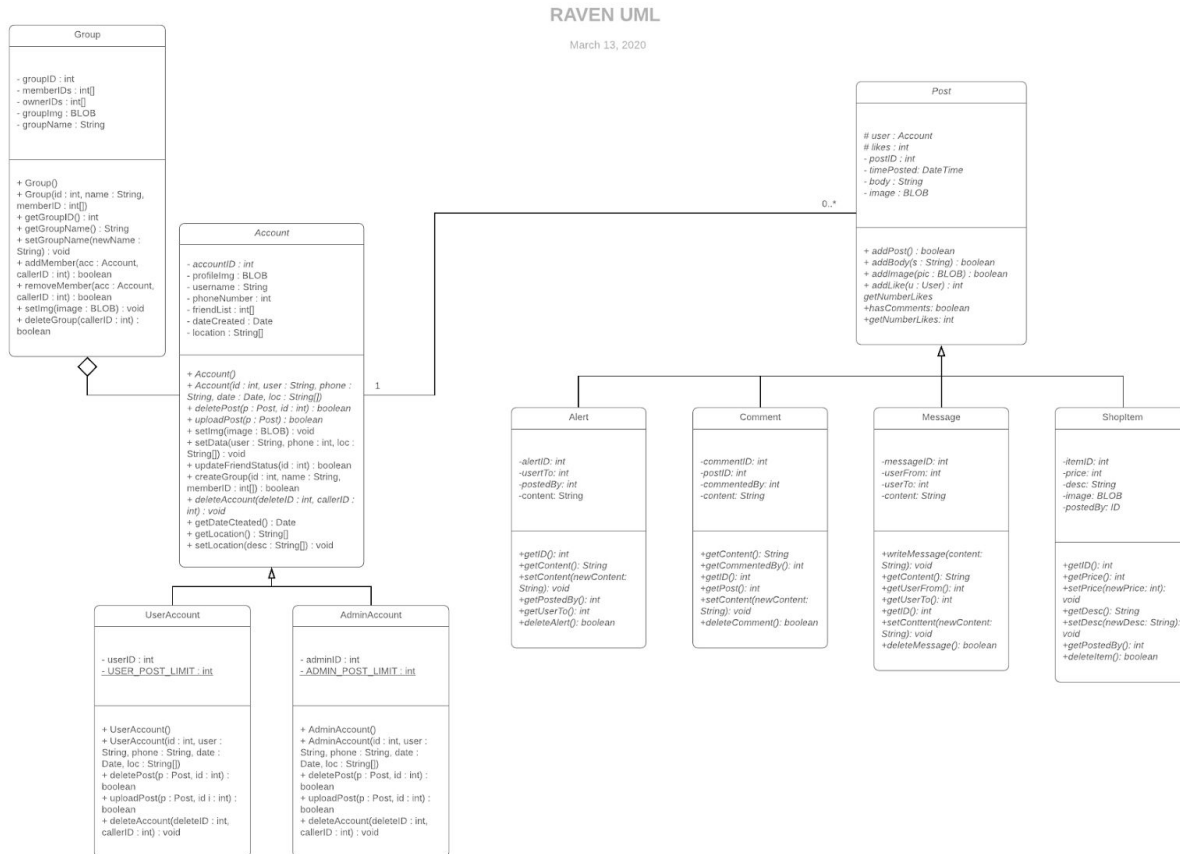 RAVEN UML
March 13, 2020
Group
- groupID : int
- memberIDs : int[]
- ownerIDs : int[]
- groupImg : BLOB
- groupName : String
+ Group()
+ Group(id : int, name : String,
memberID : int[])
+ getGroupID() : int
+ getGroupName() : String
+ setGroupName(newName :
String) : void
+ addMember(acc : Account,
callerID : int) : boolean
+ removeMember(acc : Account,
callerID : int) : boolean
+ setImg(image : BLOB) : void
+ deleteGroup(callerID : int) :
boolean
Account
- accountID : int
- profileImg : BLOB
- username : String
- phoneNumber : int
- friendList : int[]
- dateCreated : Date
- location : String[]
+ Account()
+ Account(id : int, user : String, phone :
String, date : Date, loc : String[])
+ deletePost(p : Post, id : int) : boolean
+ uploadPost(p : Post) : boolean
+ setImg(image : BLOB) : void
+ setData(user : String, phone : int, loc :
String[]) : void
+ updateFriendStatus(id : int) : boolean
+ createGroup(id : int, name : String,
memberID : int[]) : boolean
+ deleteAccount(deleteID : int, callerID :
int) : void
+ getDateCteated() : Date
+ getLocation() : String[]
+ setLocation(desc : String[]) : void
1
0..*
Post
# user : Account
# likes : int
- postID : int
- timePosted: DateTime
- body : String
- image : BLOB
+ addPost() : boolean
+ addBody(s : String) : boolean
+ addImage(pic : BLOB) : boolean
+ addLike(u : User) : int
getNumberLikes
+hasComments: boolean
+getNumberLikes: int
UserAccount
- userID : int
- USER_POST_LIMIT : int
+ UserAccount()
+ UserAccount(id : int, user :
String, phone : String, date :
Date, loc : String[])
+ deletePost(p : Post, id : int) :
boolean
+ uploadPost(p : Post, id i : int) :
boolean
+ deleteAccount(deleteID : int,
callerID : int) : void
AdminAccount
- adminID : int
- ADMIN_POST_LIMIT : int
+ AdminAccount()
+ AdminAccount(id : int, user :
String, phone : String, date :
Date, loc : String[])
+ deletePost(p : Post, id : int) :
boolean
+ uploadPost(p : Post, id : int) :
boolean
+ deleteAccount(deleteID : int,
callerID : int) : void
Alert
-alertID: int
-usertTo: int
-postedBy: int
-content: String
+getID(): int
+getContent(): String
+setContent(newContent:
String): void
+getPostedBy(): int
+getUserTo(): int
+deleteAlert(): boolean
Comment
-commentID: int
-postID: int
-commentedBy: int
-content: String
+getContent(): String
+getCommentedBy(): int
+getID(): int
+getPost(): int
+setContent(newContent:
String): void
+deleteComment(): boolean
Message
-messageID: int
-userFrom: int
-userTo: int
-content: String
+writeMessage(content:
String): void
+getContent(): String
+getUserFrom(): int
+getUserTo(): int
+getID(): int
+setConttent(newContent:
String): void
+deleteMessage(): boolean
ShopItem
-itemID: int
-price: int
-desc: String
-image: BLOB
-postedBy: ID
+getID(): int
+getPrice(): int
+setPrice(newPrice: int):
void
+getDesc(): String
+setDesc(newDesc: String):
void
+getPostedBy(): int
+deleteItem(): boolean